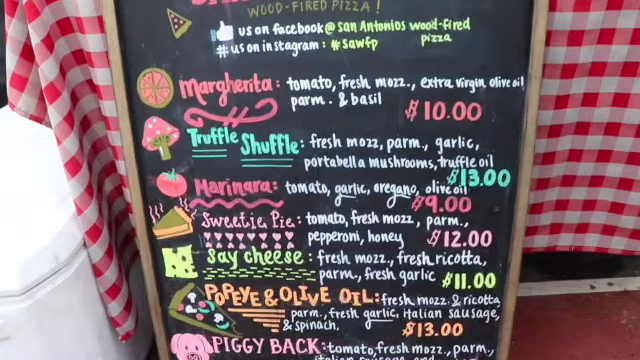 WOOD-FIRED PIZZA!
us on facebook@san Antonios wood-fired pizza
# us on instagram : #sawfp
Margherita: tomato, fresh mozz., extra virgin olive oil
parm. & basil
$10.00
Truffle Shuffle: fresh mozz, parm., garlic,
portabella mushrooms, truffle oil
$13.00
Marinara: tomato, garlic, oregano, olive oil
$9.00
Sweetie Pie: tomato, fresh mozz, parm.,
pepperoni, honey $12.00
Say cheese: fresh mozz., fresh ricotta,
parm, fresh garlic $11.00
POPEYE & OLIVE OIL: fresh mozz & ricotta
parm., fresh garlic, italian sausage,
& spinach. $13.00
PIGGY BACK: tomato, fresh mozz., parm.,
italian sausage